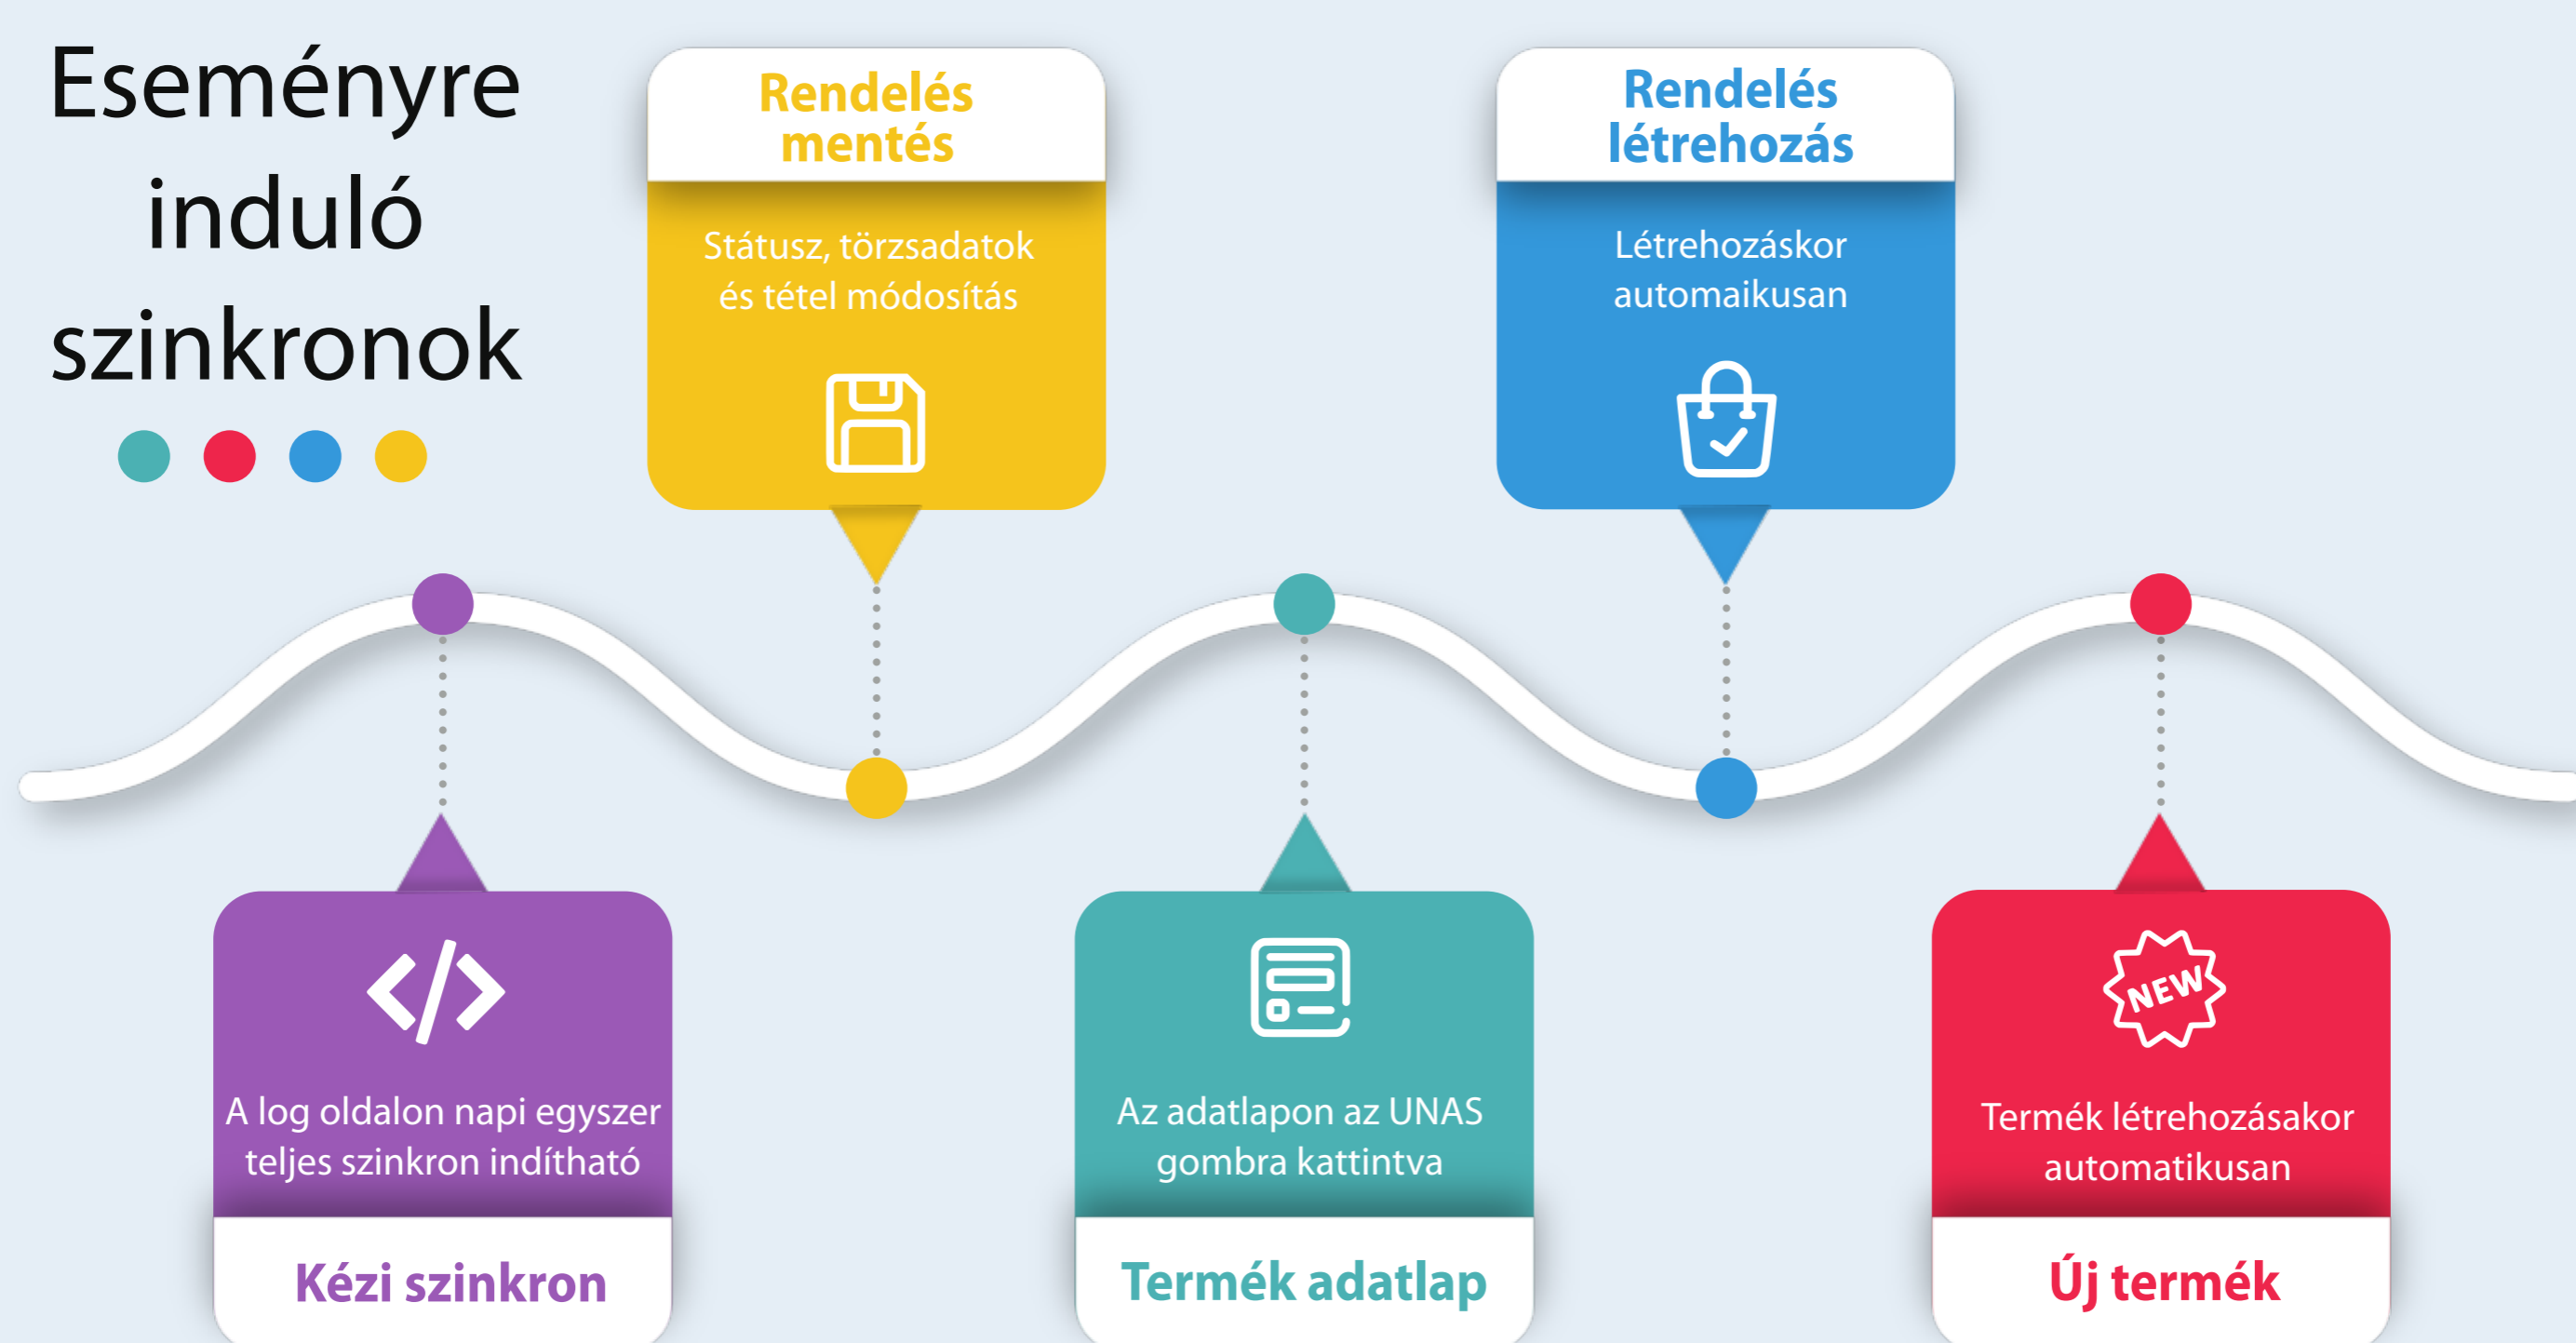 Eseményre
induló
szinkronok
Rendelés
mentés
Státusz, törzsadatok
és tétel módosítás
Rendelés
létrehozás
Létrehozáskor
automaikusan
A log oldalon napi egyszer
teljes szinkron indítható
Kézi szinkron
Az adatlapon az UNAS
gombra kattintva
Termék adatlap
NEW
Termék létrehozásakor
automatikusan
Új termék